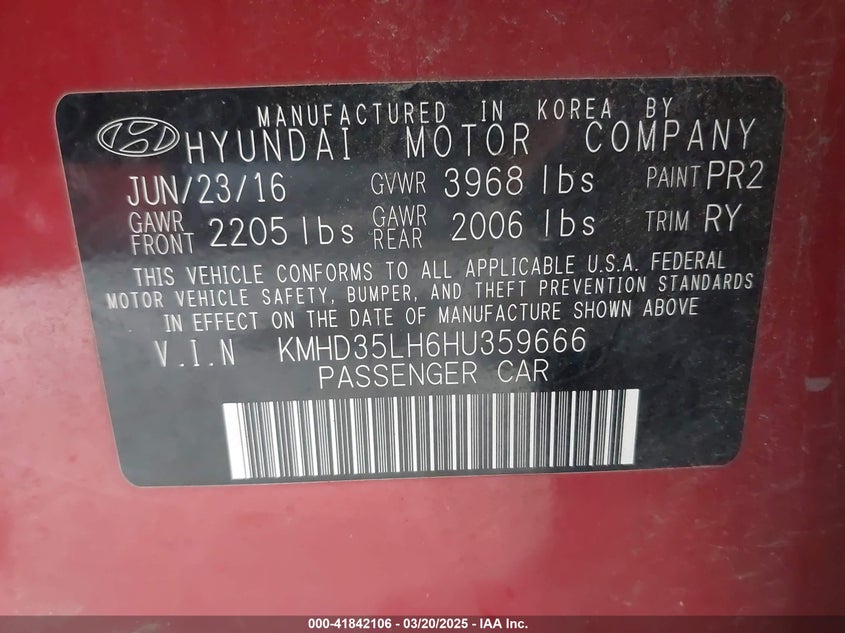 MANUFACTURED IN KOREA BY
HYUNDAI MOTOR COMPANY
JUN/23/16 GVWR 3968 lbs PAINT PR2
GAWR FRONT 2205 lbs GAWR REAR 2006 lbs TRIM RY
THIS VEHICLE CONFORMS TO ALL APPLICABLE U.S.A. FEDERAL
MOTOR VEHICLE SAFETY, BUMPER, AND THEFT PREVENTION STANDARDS
IN EFFECT ON THE DATE OF MANUFACTURE SHOWN ABOVE
V.I.N KMHD35LH6HU359666
PASSENGER CAR
000-41842106 - 03/20/2025 - IAA Inc.